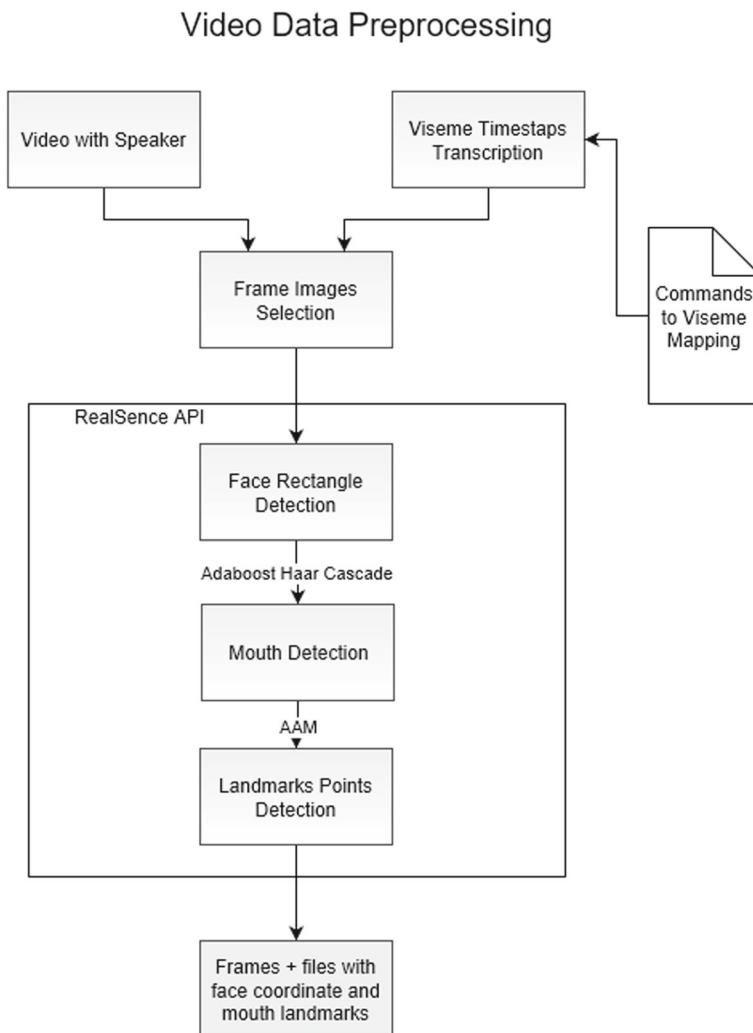 Video Data Preprocessing
Video with Speaker
Viseme Timestaps
Transcription
Commands
to Viseme
Mapping
Frame Images
Selection
RealSence API
Face Rectangle
Detection
Adaboost Haar Cascade
Mouth Detection
AAM
Landmarks Points
Detection
Frames + files with
face coordinate and
mouth landmarks